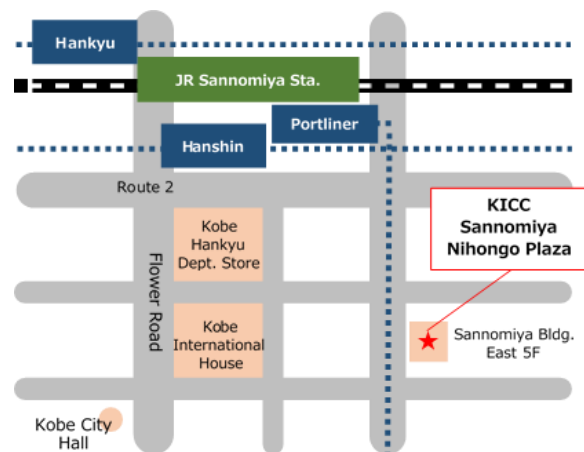 Hankyu
JR Sannomiya Sta.
Portliner
Hanshin
Route 2
KICC
Sannomiya
Nihongo Plaza
Kobe
Hankyu
Dept. Store
Flower Road
Kobe
International
House
Sannomiya Bldg.
East 5F
Kobe City
Hall